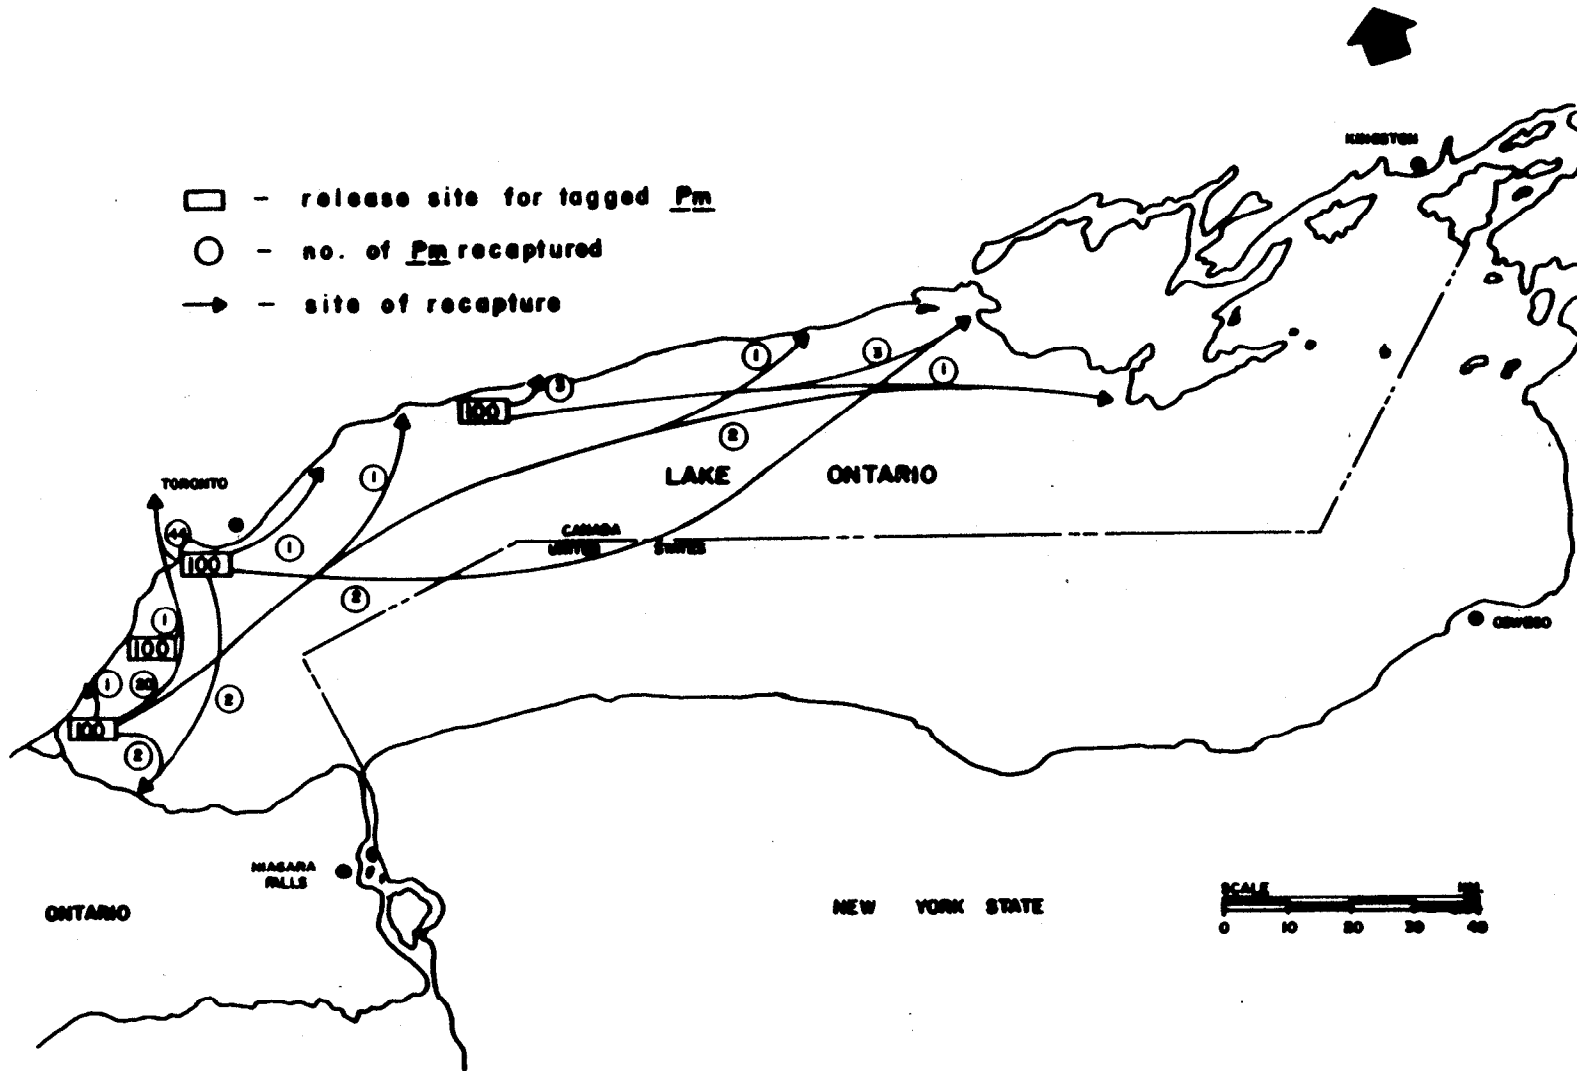 KINGSTON
- release site for tagged Pm
- no. of Pm recaptured
- site of recapture
1
3
3
1
100
2
1
LAKE ONTARIO
TORONTO
44
1
CANADA
UNITED STATES
100
2
1
OSWEGO
100
1
20
2
100
2
NIAGARA
FALLS
SCALE KM.
ONTARIO
NEW YORK STATE
0 10 20 30 40